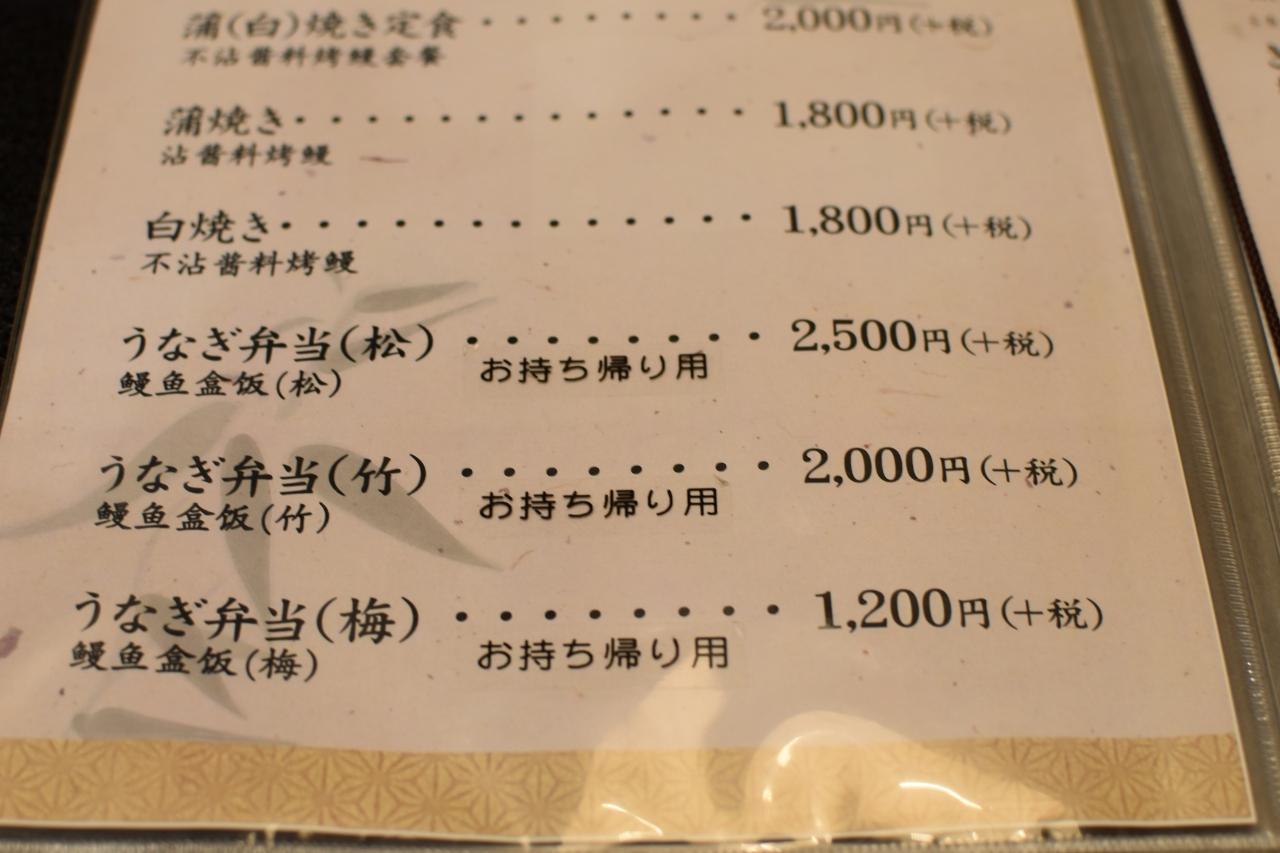 蒲(白)焼き定食・・・・・・・・2,000円(+税)
不沾醤料烤鳗套餐
蒲焼き・・・・・・・・・・・・・1,800円(+税)
沾酱料烤鳗
白焼き・・・・・・・・・・・・・1,800円(+税)
不沾酱料烤鳗
うなぎ弁当(松)・・・・・・・・2,500円(+税)
鳗鱼盒饭(松)
お持ち帰り用
うなぎ弁当(竹)・・・・・・・・2,000円(+税)
鳗鱼盒饭(竹)
お持ち帰り用
うなぎ弁当(梅)・・・・・・・・1,200円(+税)
鳗鱼盒饭(梅)
お持ち帰り用